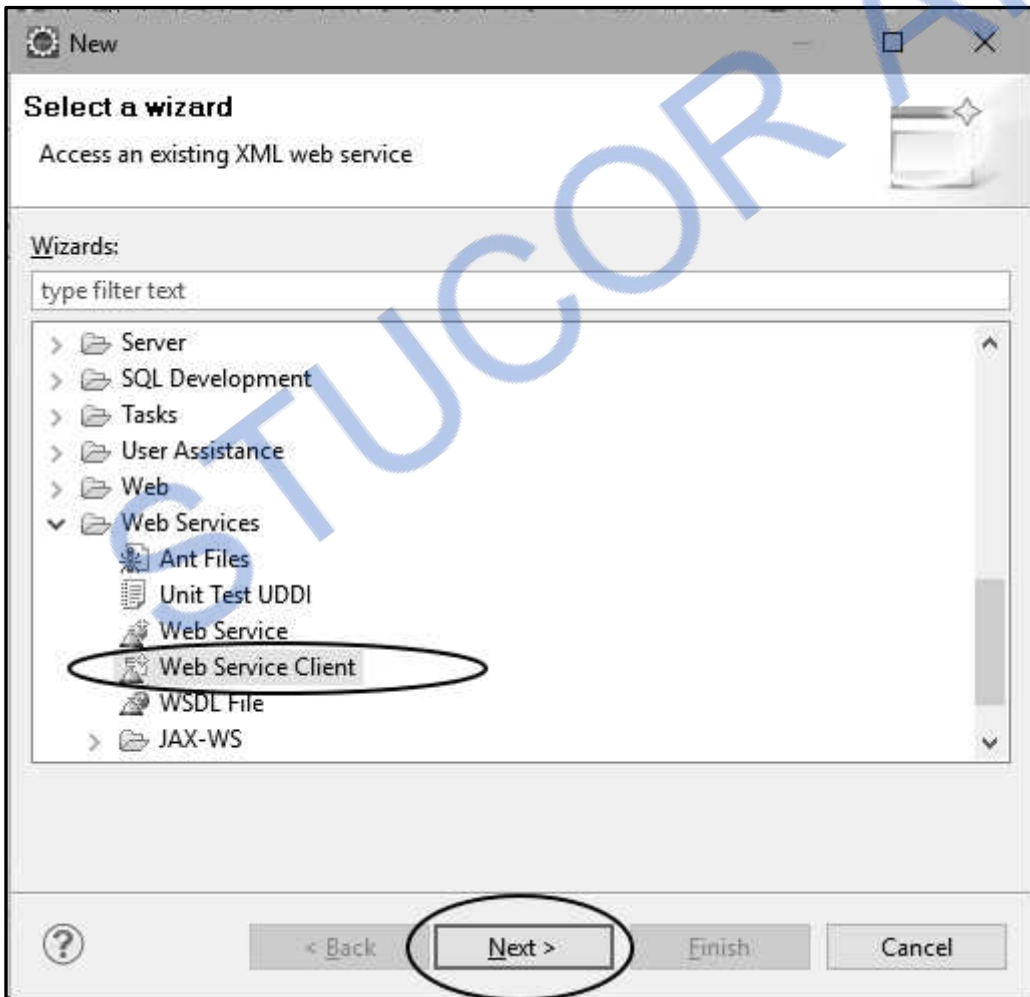 New
Select a wizard
Access an existing XML web service
Wizards:
type filter text
Server
SQL Development
Tasks
User Assistance
Web
Web Services
Ant Files
Unit Test UDDI
Web Service
Web Service Client
WSDL File
JAX-WS
? < Back Next > Finish Cancel
STUCOR A